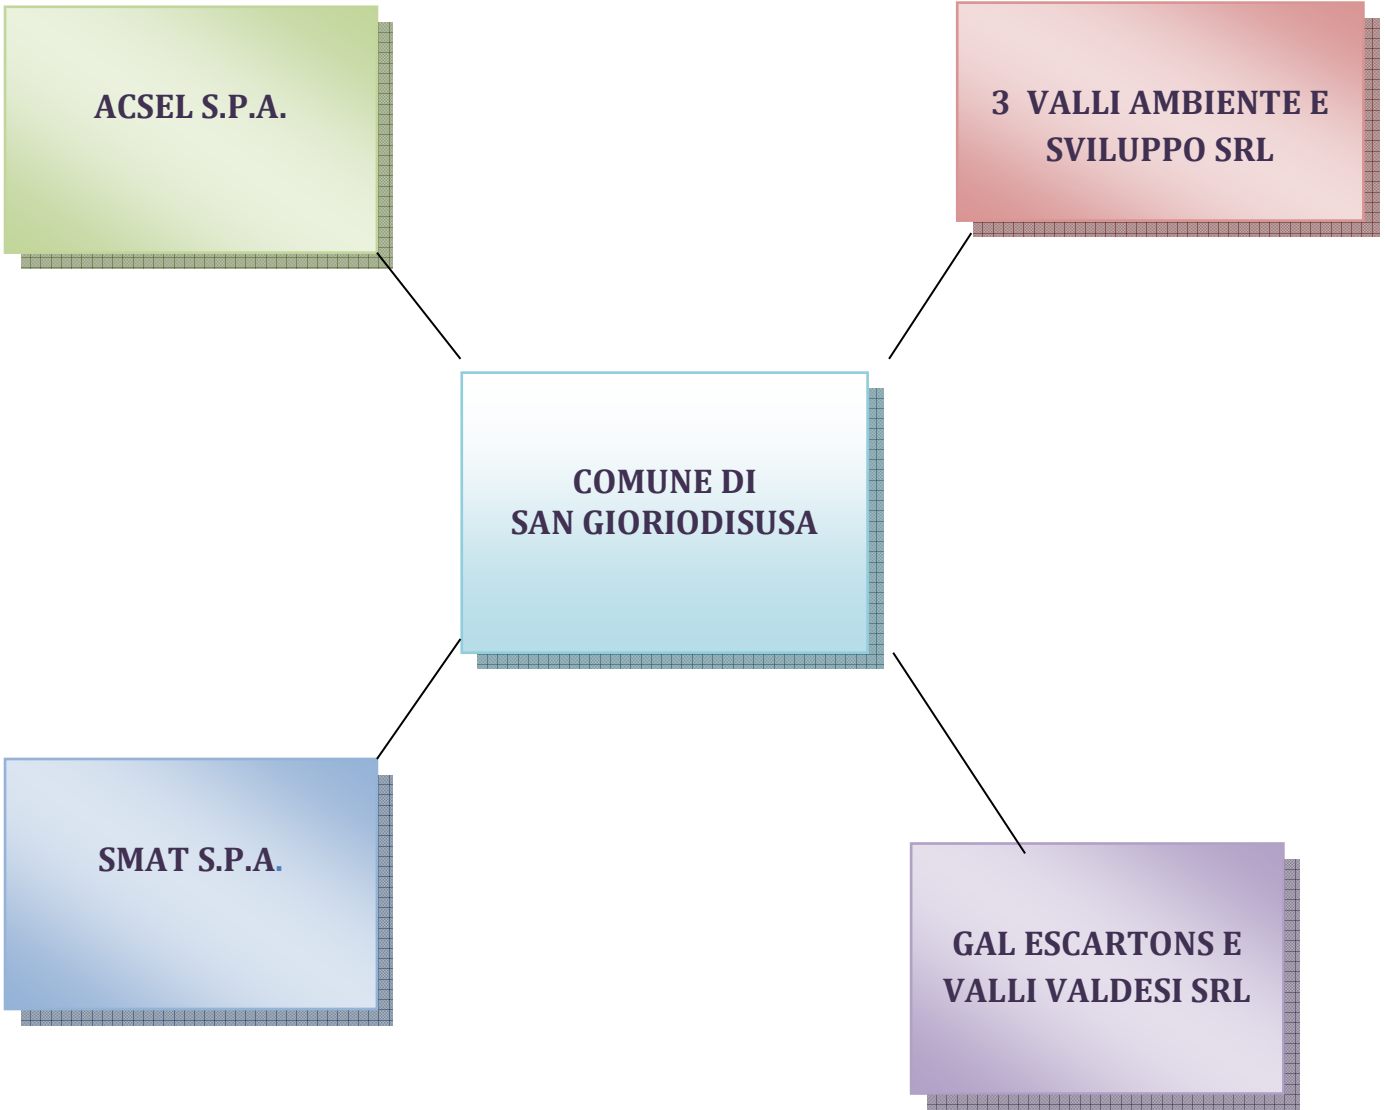 ACSEL S.P.A.
3 VALLI AMBIENTE E
SVILUPPO SRL
COMUNE DI
SAN GIORIODISUSA
SMAT S.P.A.
GAL ESCARTONS E
VALLI VALDESI SRL